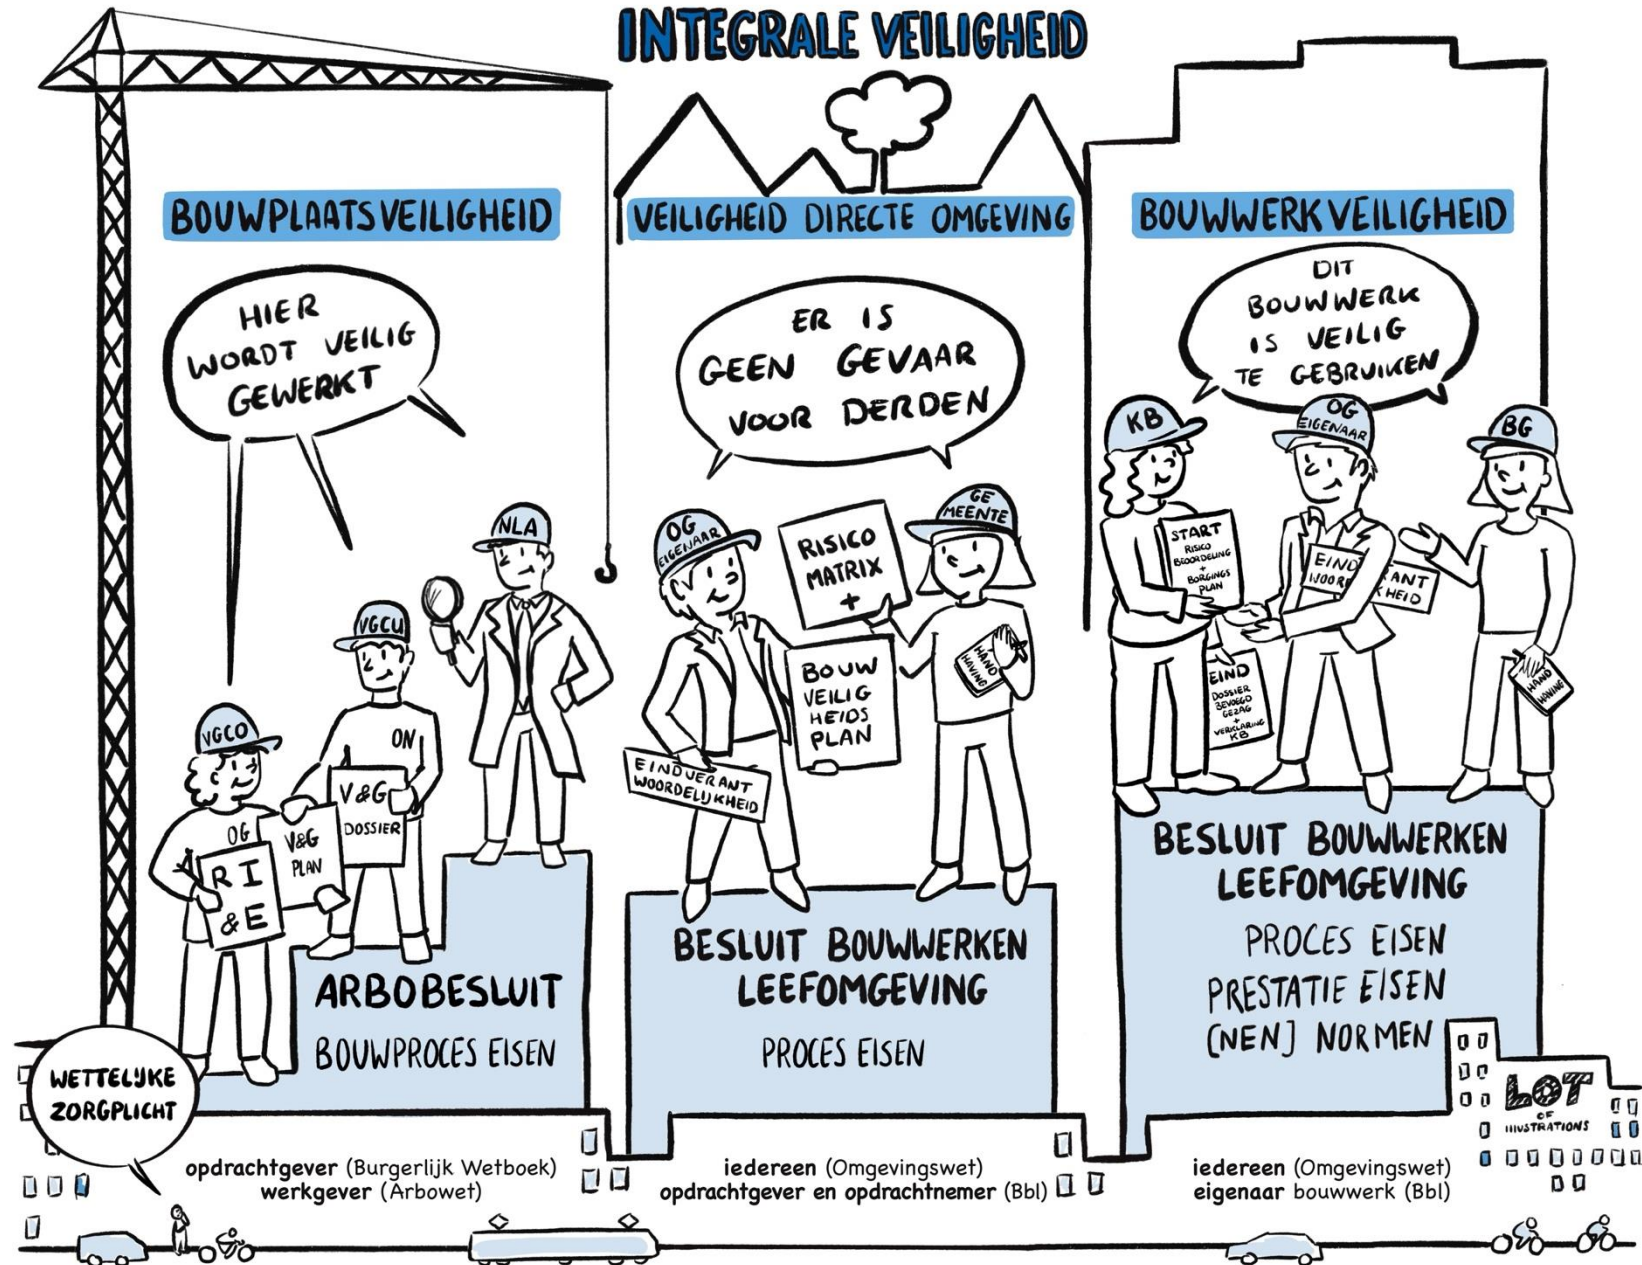 INTEGRALE VEILIGHEID
BOUWPLAATSVEILIGHEID
HIER
WORDT VEILIG
GEWERKT
NLA
VGCU
VGCO
ON
V&G
DOSSIER
OG
V&G
PLAN
RI
&E
ARBOBESLUIT
BOUWPROCES EISEN
WETTELIJKE
ZORGPLICHT
opdrachtgever (Burgerlijk Wetboek)
werkgever (Arbowet)
VEILIGHEID DIRECTE OMGEVING
ER IS
GEEN GEVAAR
VOOR DERDEN
OG
EIGENAAR
GE
MEENTE
RISICO
MATRIX
+
BOUW
VEILIG
HEIDS
PLAN
HAND
HAVING
EINDVERANT
WOORDELIJKHEID
BESLUIT BOUWWERKEN
LEEFOMGEVING
PROCES EISEN
iedereen (Omgevingswet)
opdrachtgever en opdrachtnemer (Bbl)
BOUWWERKVEILIGHEID
DIT
BOUWWERK
IS VEILIG
TE GEBRUIKEN
KB
OG
EIGENAAR
BG
START
RISICO
BEOORDELING
+
BORGINGS
PLAN
EIND ANT
WOOR KHEID
EIND
DOSSIER
BEVOEGD
GEZAG
+
VERKLARING
KB
HAND
HAVING
BESLUIT BOUWWERKEN
LEEFOMGEVING
PROCES EISEN
PRESTATIE EISEN
(NEN) NORMEN
LOT
OF
IllUSTRATIONS
iedereen (Omgevingswet)
eigenaar bouwwerk (Bbl)